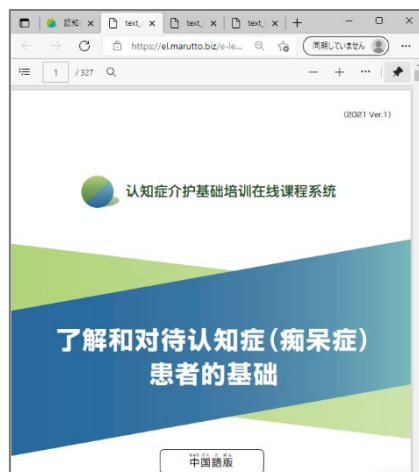 認知 text_ text_ text_
https://el.marutto.biz/e-le... 同期していません
1 /327
(2021 Ver.1)
认知症介护基础培训在线课程系统
了解和对待认知症(痴呆症)
患者的基础
中国語版